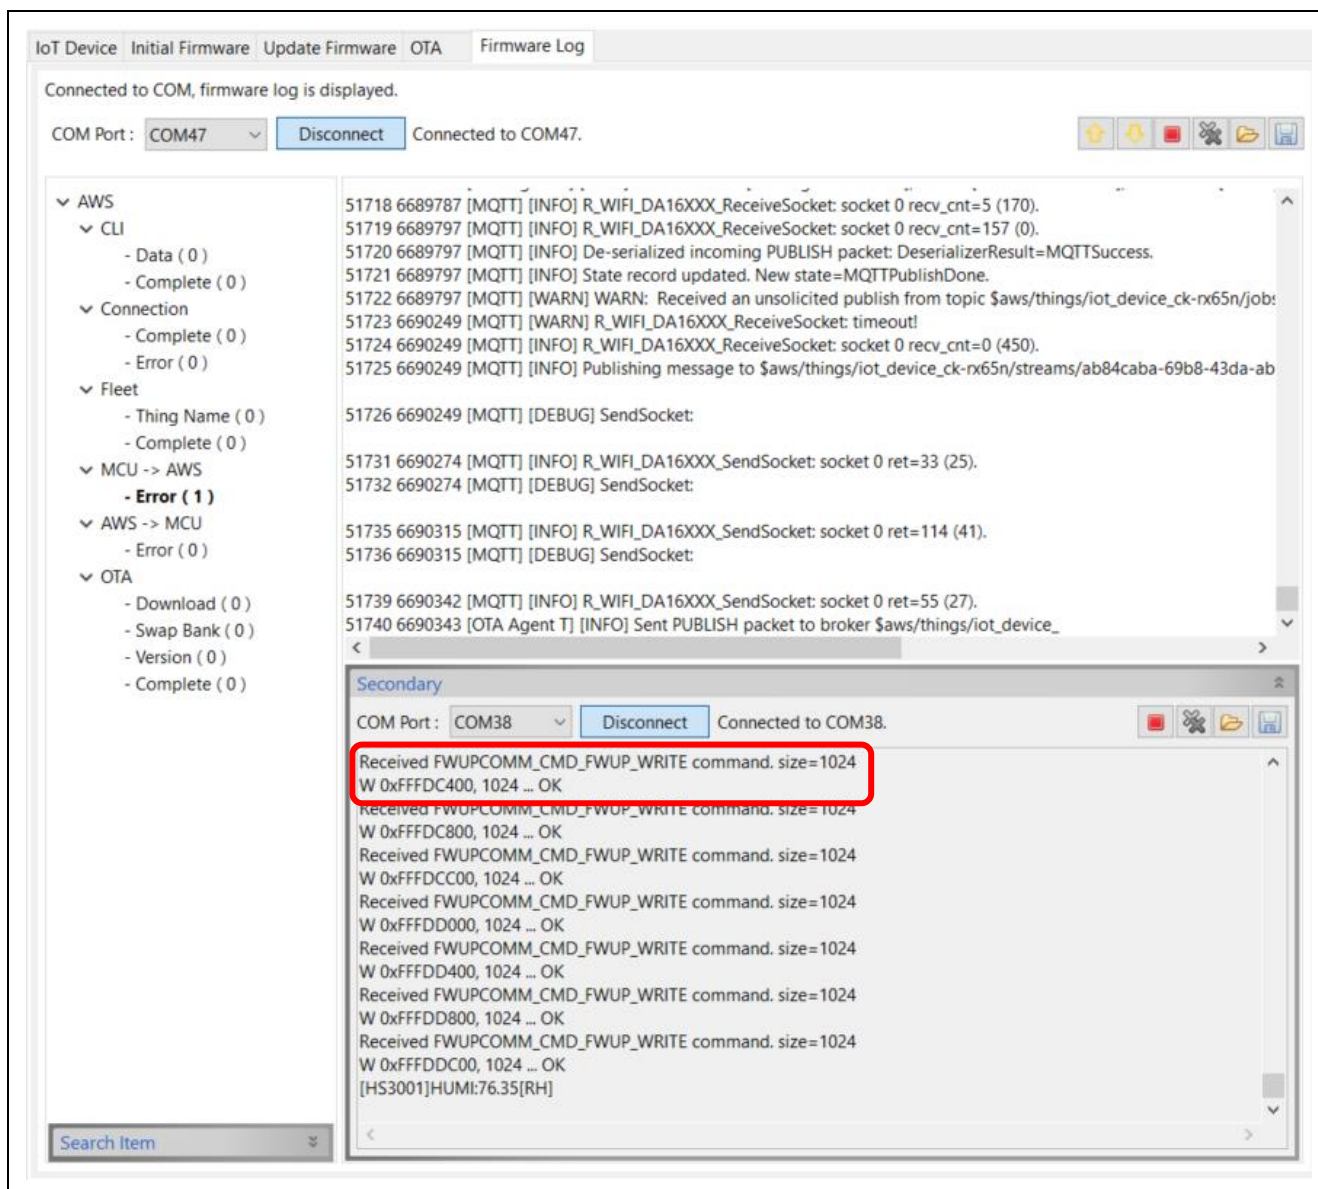 IoT Device Initial Firmware Update Firmware OTA Firmware Log
Connected to COM, firmware log is displayed.
COM Port : COM47 Disconnect Connected to COM47.
AWS
CLI
- Data ( 0 )
- Complete ( 0 )
Connection
- Complete ( 0 )
- Error ( 0 )
Fleet
- Thing Name ( 0 )
- Complete ( 0 )
MCU -> AWS
- Error ( 1 )
AWS -> MCU
- Error ( 0 )
OTA
- Download ( 0 )
- Swap Bank ( 0 )
- Version ( 0 )
- Complete ( 0 )
Search Item
51718 6689787 [MQTT] [INFO] R_WIFI_DA16XXX_ReceiveSocket: socket 0 recv_cnt=5 (170).
51719 6689797 [MQTT] [INFO] R_WIFI_DA16XXX_ReceiveSocket: socket 0 recv_cnt=157 (0).
51720 6689797 [MQTT] [INFO] De-serialized incoming PUBLISH packet: DeserializerResult=MQTTSuccess.
51721 6689797 [MQTT] [INFO] State record updated. New state=MQTTPublishDone.
51722 6689797 [MQTT] [WARN] WARN: Received an unsolicited publish from topic $aws/things/iot_device_ck-rx65n/jobs
51723 6690249 [MQTT] [WARN] R_WIFI_DA16XXX_ReceiveSocket: timeout!
51724 6690249 [MQTT] [INFO] R_WIFI_DA16XXX_ReceiveSocket: socket 0 recv_cnt=0 (450).
51725 6690249 [MQTT] [INFO] Publishing message to $aws/things/iot_device_ck-rx65n/streams/ab84caba-69b8-43da-ab
51726 6690249 [MQTT] [DEBUG] SendSocket:
51731 6690274 [MQTT] [INFO] R_WIFI_DA16XXX_SendSocket: socket 0 ret=33 (25).
51732 6690274 [MQTT] [DEBUG] SendSocket:
51735 6690315 [MQTT] [INFO] R_WIFI_DA16XXX_SendSocket: socket 0 ret=114 (41).
51736 6690315 [MQTT] [DEBUG] SendSocket:
51739 6690342 [MQTT] [INFO] R_WIFI_DA16XXX_SendSocket: socket 0 ret=55 (27).
51740 6690343 [OTA Agent T] [INFO] Sent PUBLISH packet to broker $aws/things/iot_device_
Secondary
COM Port : COM38 Disconnect Connected to COM38.
Received FWUPCOMM_CMD_FWUP_WRITE command. size=1024
W 0xFFFDC400, 1024 ... OK
Received FWUPCOMM_CMD_FWUP_WRITE command. size=1024
W 0xFFFDC800, 1024 ... OK
Received FWUPCOMM_CMD_FWUP_WRITE command. size=1024
W 0xFFFDCC00, 1024 ... OK
Received FWUPCOMM_CMD_FWUP_WRITE command. size=1024
W 0xFFFDD000, 1024 ... OK
Received FWUPCOMM_CMD_FWUP_WRITE command. size=1024
W 0xFFFDD400, 1024 ... OK
Received FWUPCOMM_CMD_FWUP_WRITE command. size=1024
W 0xFFFDD800, 1024 ... OK
Received FWUPCOMM_CMD_FWUP_WRITE command. size=1024
W 0xFFFDDC00, 1024 ... OK
[HS3001]HUMI:76.35[RH]